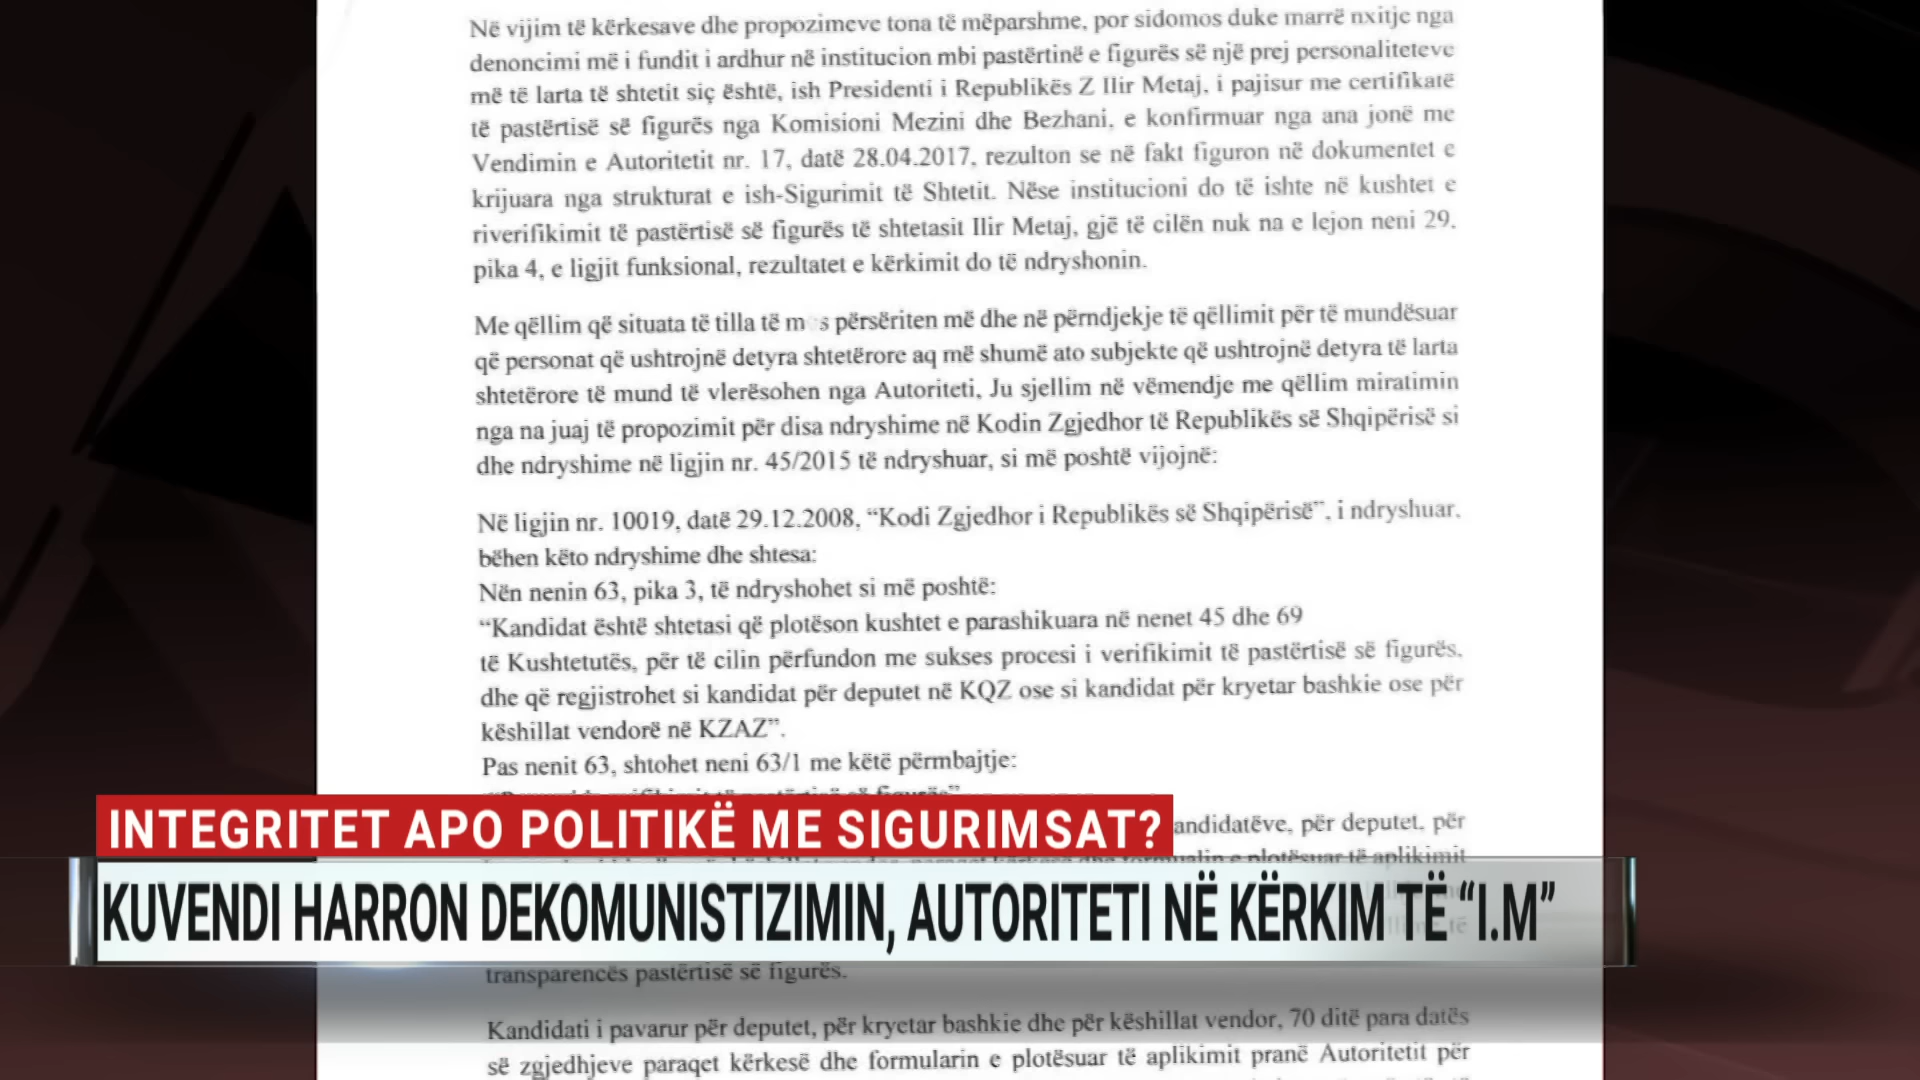 Në vijim të kërkesave dhe propozimeve tona të mëparshme, por sidomos duke marrë nxitje nga
denoncimi më i fundit i ardhur në institucion mbi pastërtinë e figurës së një prej personaliteteve
më të larta të shtetit siç është, ish Presidenti i Republikës Z Ilir Metaj, i pajisur me certifikatë
të pastërtisë së figurës nga Komisioni Mezini dhe Bezhani, e konfirmuar nga ana jonë me
Vendimin e Autoritetit nr. 17, datë 28.04.2017, rezulton se në fakt figuron në dokumentet e
krijuara nga strukturat e ish-Sigurimit të Shtetit. Nëse institucioni do të ishte në kushtet e
riverifikimit të pastërtisë së figurës të shtetasit Ilir Metaj, gjë të cilën nuk na e lejon neni 29,
pika 4, e ligjit funksional, rezultatet e kërkimit do të ndryshonin.
Me qëllim që situata të tilla të mos përsëriten më dhe në përndjekje të qëllimit për të mundësuar
që personat që ushtrojnë detyra shtetërore aq më shumë ato subjekte që ushtrojnë detyra të larta
shtetërore të mund të vlerësohen nga Autoriteti, Ju sjellim në vëmendje me qëllim miratimin
nga na juaj të propozimit për disa ndryshime në Kodin Zgjedhor të Republikës së Shqipërisë si
dhe ndryshime në ligjin nr. 45/2015 të ndryshuar, si më poshtë vijojnë:
Në ligjin nr. 10019, datë 29.12.2008, “Kodi Zgjedhor i Republikës së Shqipërisë”, i ndryshuar,
bëhen këto ndryshime dhe shtesa:
Nën nenin 63, pika 3, të ndryshohet si më poshtë:
“Kandidat është shtetasi që plotëson kushtet e parashikuara në nenet 45 dhe 69
të Kushtetutës, për të cilin përfundon me sukses procesi i verifikimit të pastërtisë së figurës,
dhe që regjistrohet si kandidat për deputet në KQZ ose si kandidat për kryetar bashkie ose për
këshillat vendorë në KZAZ”.
Pas nenit 63, shtohet neni 63/1 me këtë përmbajtje:
të pastërtisë së figurës”
INTEGRITET APO POLITIKË ME SIGURIMSAT?
andidatëve, për deputet, për
e plotësuar të aplikimit
KUVENDI HARRON DEKOMUNISTIZIMIN, AUTORITETI NË KËRKIM TË “I.M”
të
transparencës pastërtisë së figurës.
Kandidati i pavarur për deputet, për kryetar bashkie dhe për këshillat vendor, 70 ditë para datës
së zgjedhjeve paraqet kërkesë dhe formularin e plotësuar të aplikimit pranë Autoritetit për